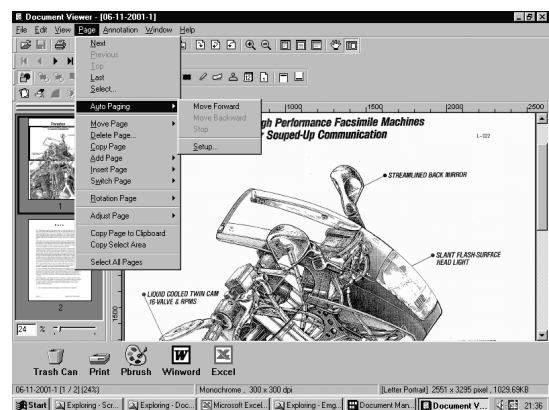 Document Viewer - [06-11-2001-1]
File Edit View Page Annotation Window Help
Next
Previous
Top
Last
Select...
Auto Paging
Move Page
Delete Page...
Copy Page
Add Page
Insert Page
Switch Page
Rotation Page
Adjust Page
Copy Page to Clipboard
Copy Select Area
Select All Pages
Move Forward
Move Backward
Stop
Setup...
1000 1500 2000 2500
gh Performance Facsimile Machines
r Souped-Up Communication
STREAMLINED BACK MIRROR
SLANT FLASH-SURFACE
HEAD LIGHT
LIQUID COOLED TWIN CAM
16-VALVE & RPMS
1500
1
2
24 %
Trash Can Print Pbrush Winword Excel
06-11-2001-1 [1 / 2] (24%) Monochrome , 300 x 300 dpi [Letter Portrait] 2551 x 3295 pixel , 1029.69KB
Start Exploring - Scr... Exploring - Doc... Microsoft Excel... Exploring - Emg... Document Man... Document V... 21:36